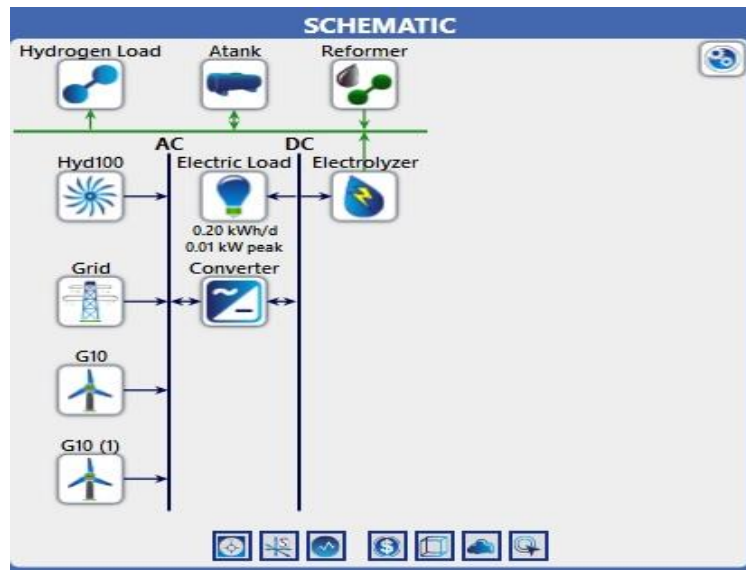 SCHEMATIC
Hydrogen Load Atank Reformer
AC DC
Hyd100 Electric Load Electrolyzer
0.20 kWh/d
0.01 kW peak
Grid Converter
G10
G10 (1)